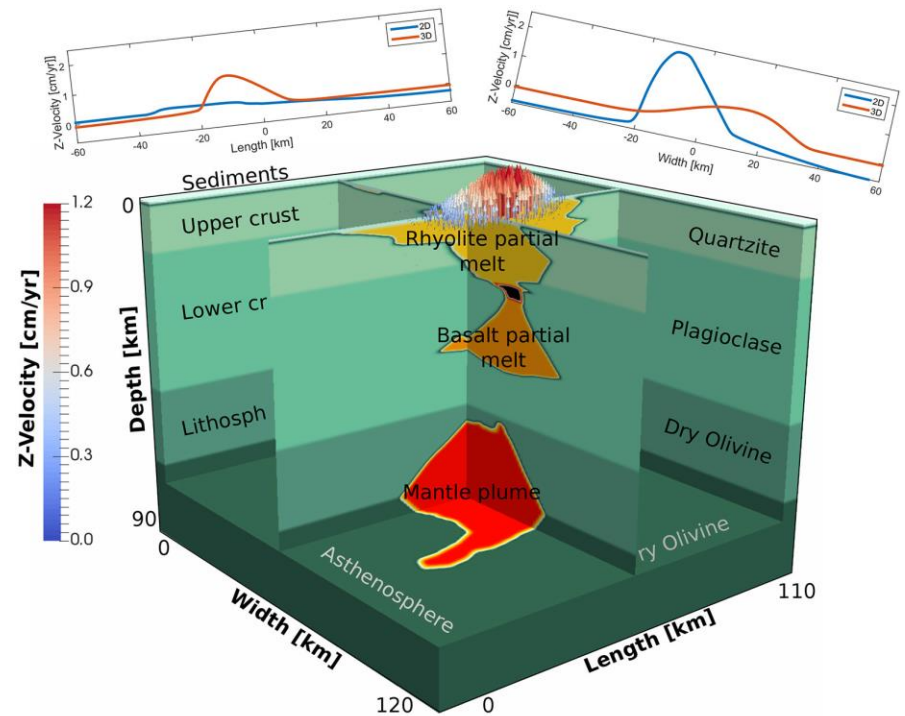 2D
3D
Z-Velocity [cm/yr]]
2
1
0
-60
-40
-20
0
20
40
60
Length [km]
2D
3D
Z-Velocity [cm/yr]]
2
1
0
-60
-40
-20
0
20
40
60
Width [km]
Sediments
0
Upper crust
Quartzite
Rhyolite partial
melt
Lower cr
Plagioclase
Basalt partial
melt
Lithosph
Dry Olivine
Mantle plume
Asthenosphere
ry Olivine
Depth [km]
90
0
Width [km]
120
0
Length [km]
110
Z-Velocity [cm/yr]
1.2
0.9
0.6
0.3
0.0